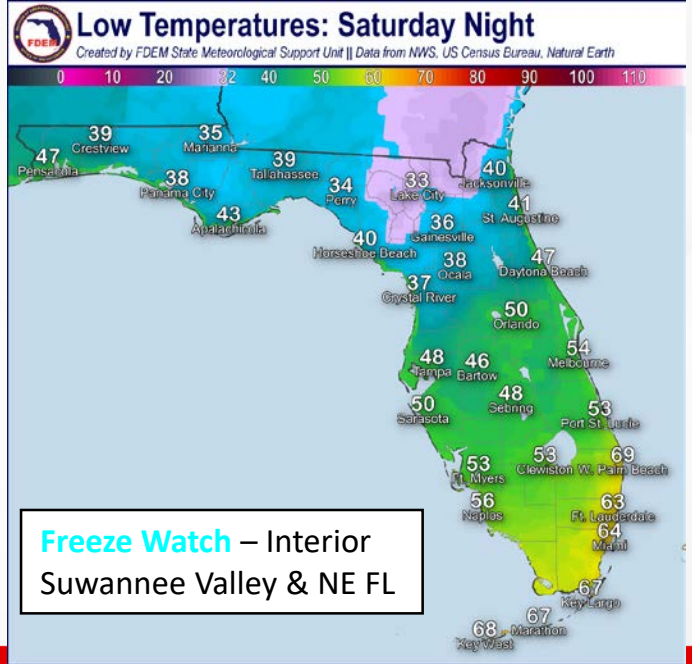 FDEM
Low Temperatures: Saturday Night
Created by FDEM State Meteorological Support Unit || Data from NWS, US Census Bureau, Natural Earth
0 10 20 32 40 50 60 70 80 90 100 110
39
Crestview
35
Marianna
47
Pensacola
39
Tallahassee
38
Panama City
34
Perry
33
Lake City
40
Jacksonville
43
Apalachicola
41
St. Augustine
36
Gainesville
40
Horseshoe Beach
38
Ocala
47
Daytona Beach
37
Crystal River
50
Orlando
48
Tampa
46
Bartow
54
Melbourne
50
Sarasota
48
Sebring
53
Port St. Lucie
53
Ft. Myers
53
Clewiston
69
W. Palm Beach
56
Naples
63
Ft. Lauderdale
64
Miami
67
Key Largo
67
Marathon
68
Key West
Freeze Watch – Interior
Suwannee Valley & NE FL